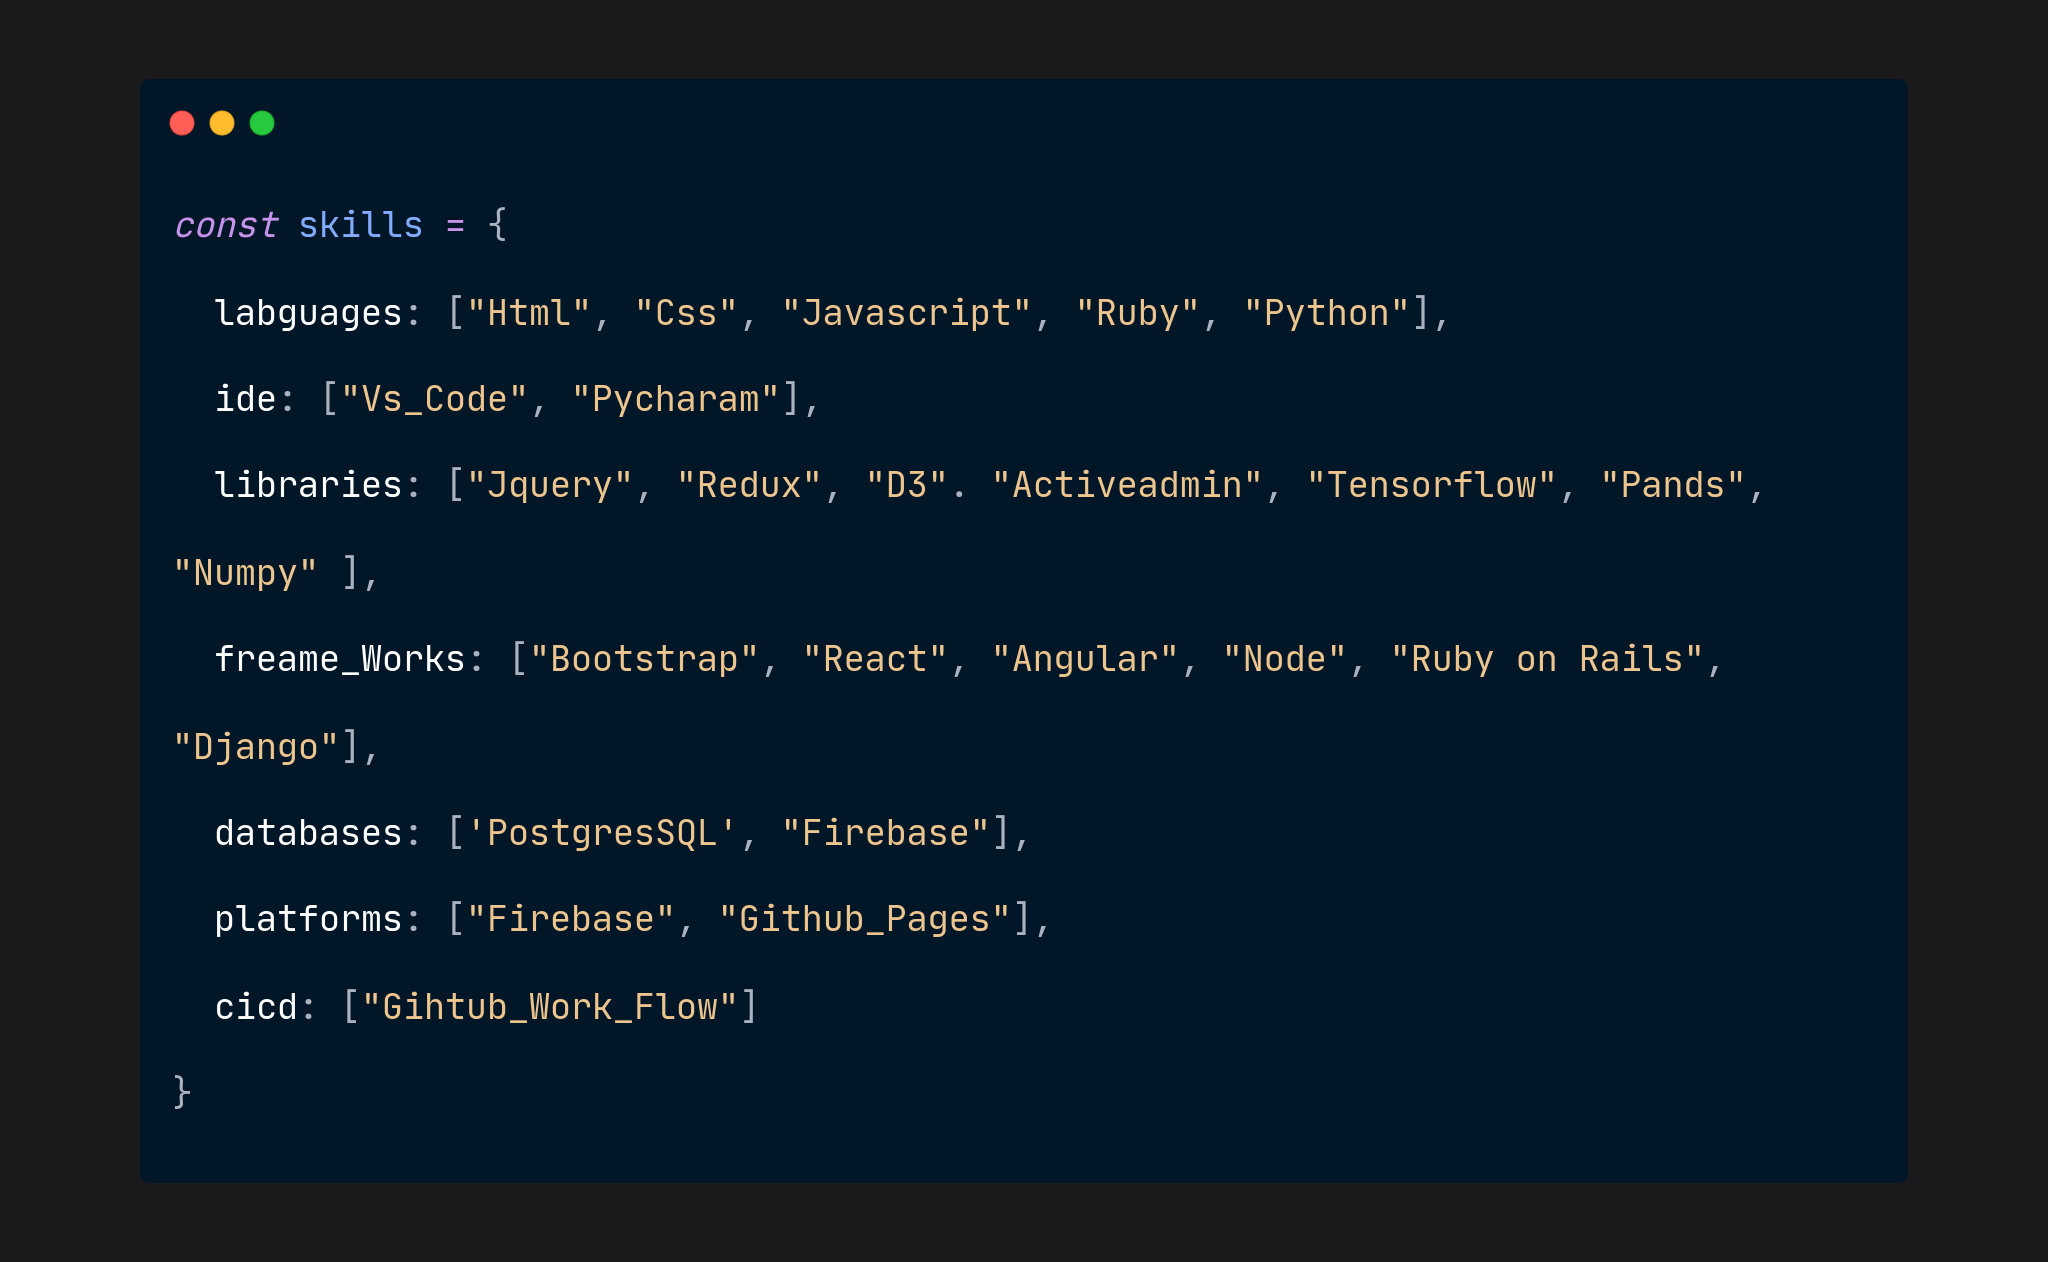 const skills = {
labguages: ["Html", "Css", "Javascript", "Ruby", "Python"],
ide: ["Vs_Code", "Pycharam"],
libraries: ["Jquery", "Redux", "D3". "Activeadmin", "Tensorflow", "Pands",
"Numpy" ],
freame_Works: ["Bootstrap", "React", "Angular", "Node", "Ruby on Rails",
"Django"],
databases: ['PostgresSQL', "Firebase"],
platforms: ["Firebase", "Github_Pages"],
cicd: ["Gihtub_Work_Flow"]
}